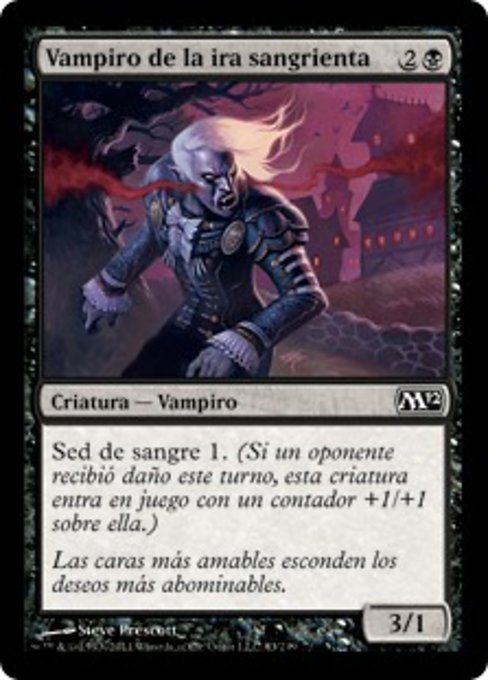 Vampiro de la ira sangrienta 2
Criatura — Vampiro
M12
Sed de sangre 1. (Si un oponente
recibió daño este turno, esta criatura
entra en juego con un contador +1/+1
sobre ella.)
Las caras más amables esconden los
deseos más abominables.
3/1
Steve Prescott